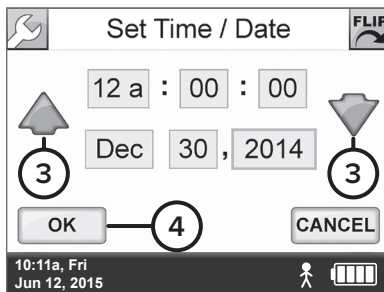 Set Time / Date
FLIP
12 a : 00 : 00
3
3
Dec 30 , 2014
OK
4
CANCEL
10:11a, Fri
Jun 12, 2015